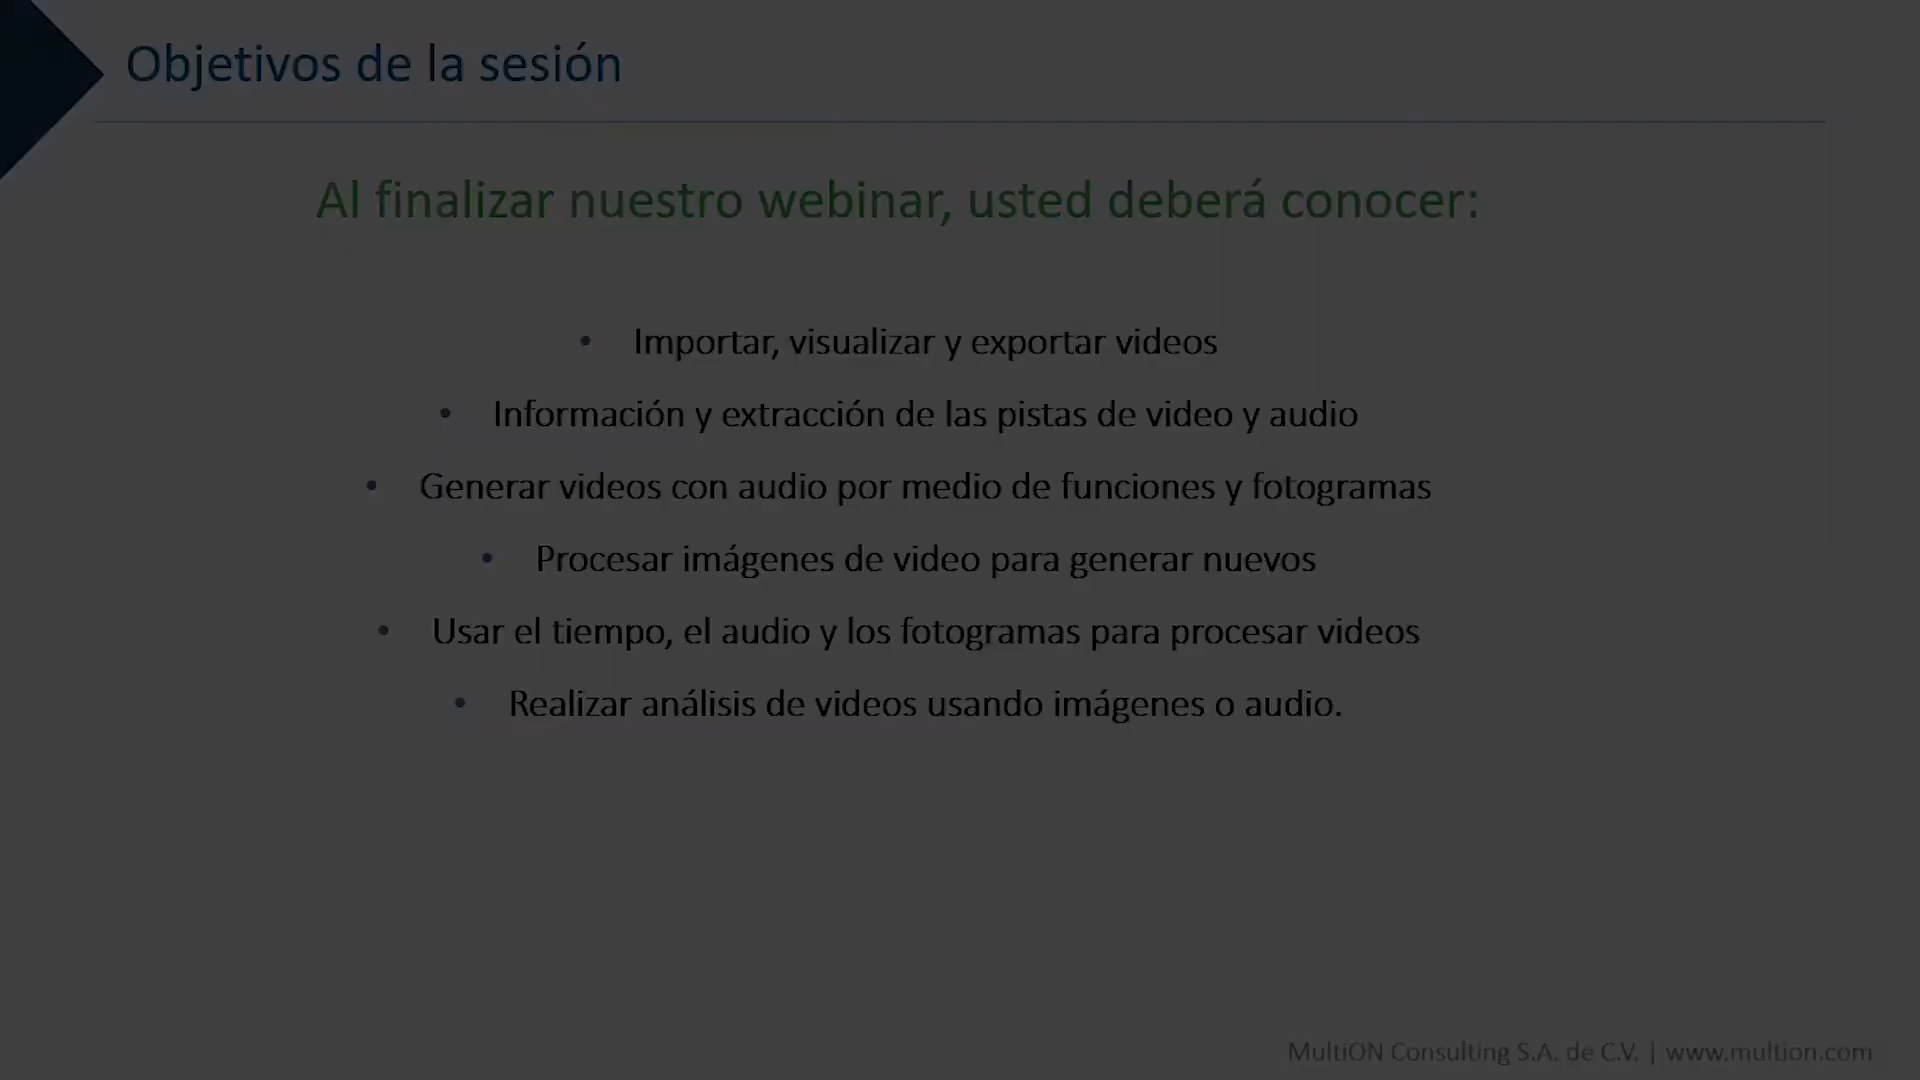 Objetivos de la sesión
Al finalizar nuestro webinar, usted deberá conocer:
• Importar, visualizar y exportar videos
• Información y extracción de las pistas de video y audio
• Generar videos con audio por medio de funciones y fotogramas
• Procesar imágenes de video para generar nuevos
• Usar el tiempo, el audio y los fotogramas para procesar videos
• Realizar análisis de videos usando imágenes o audio.
MultiON Consulting S.A. de C.V. | www.multion.com